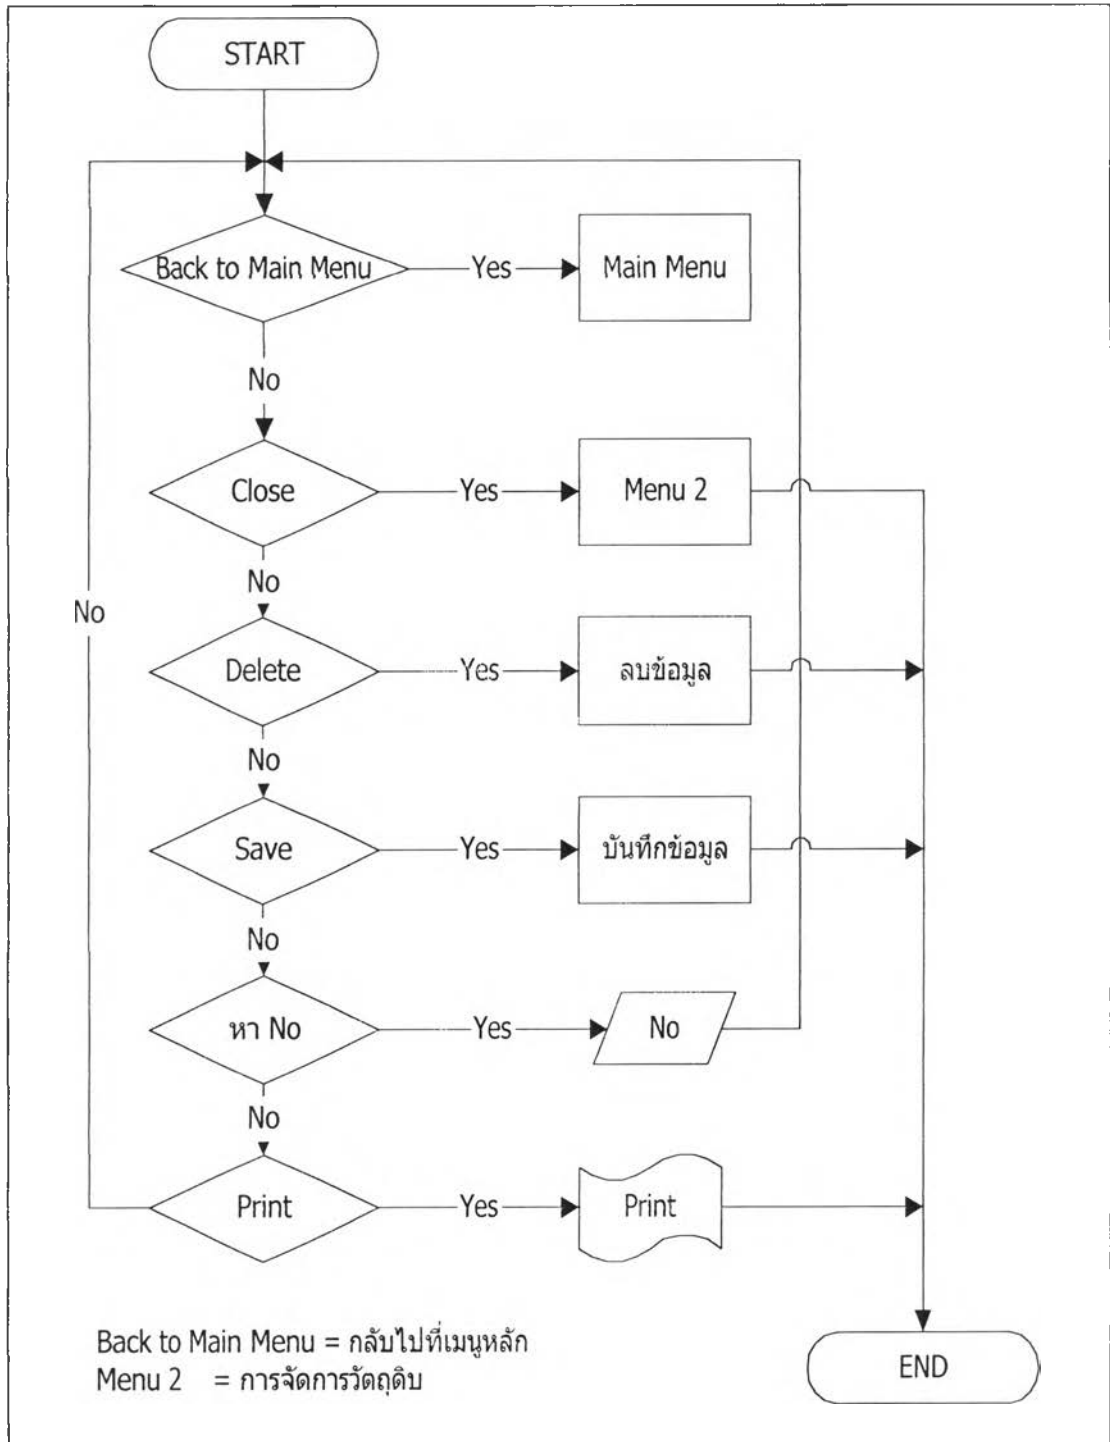 START
Back to Main Menu
Yes
Main Menu
No
Close
Yes
Menu 2
No
No
Delete
Yes
ลบข้อมูล
No
Save
Yes
บันทึกข้อมูล
No
หา No
Yes
No
No
Print
Yes
Print
Back to Main Menu = กลับไปที่เมนูหลัก
Menu 2 = การจัดการวัตถุดิบ
END